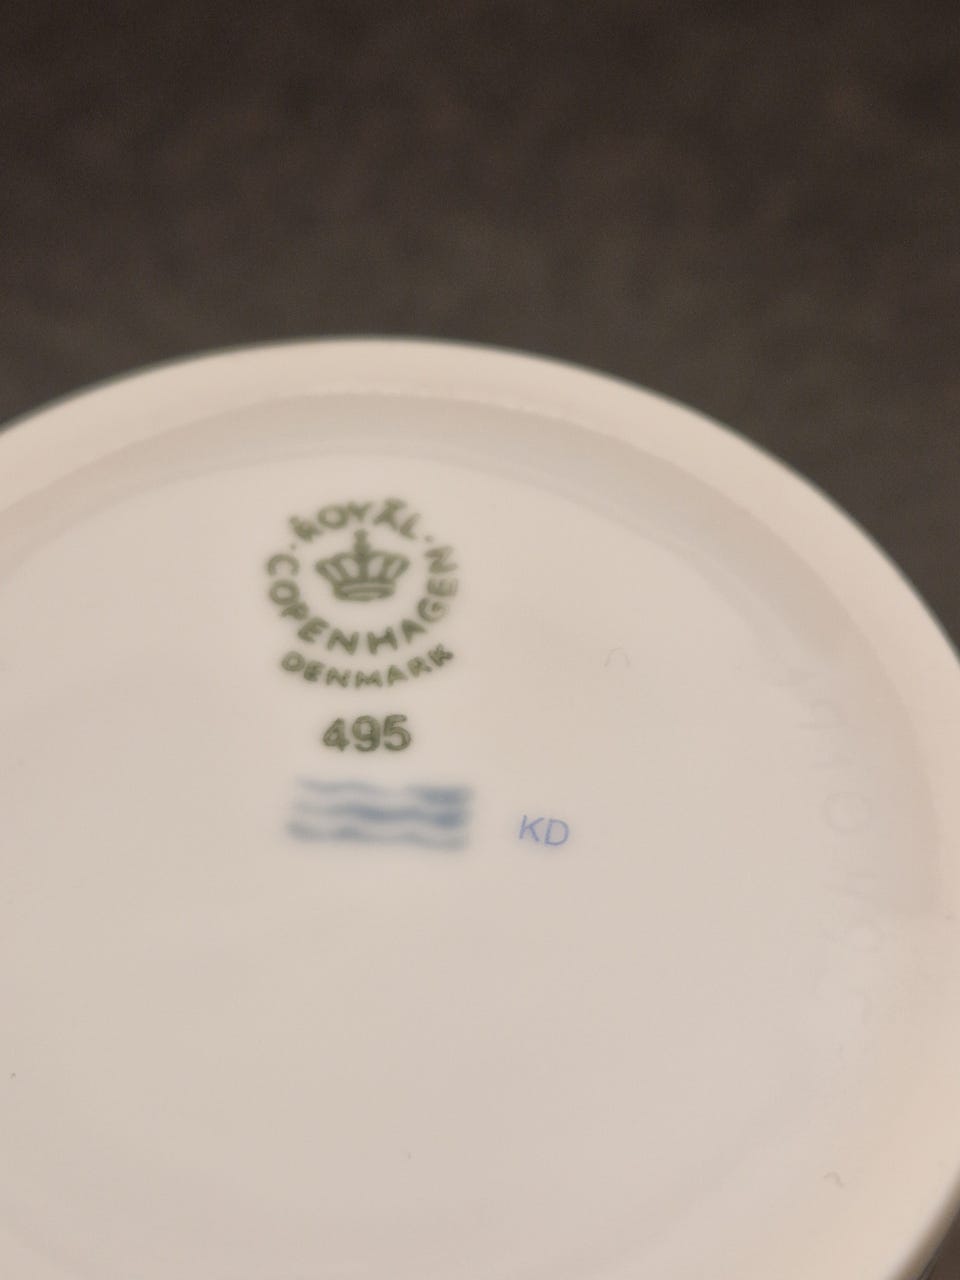 ROYAL
COPENHAGEN
DENMARK
495
KD